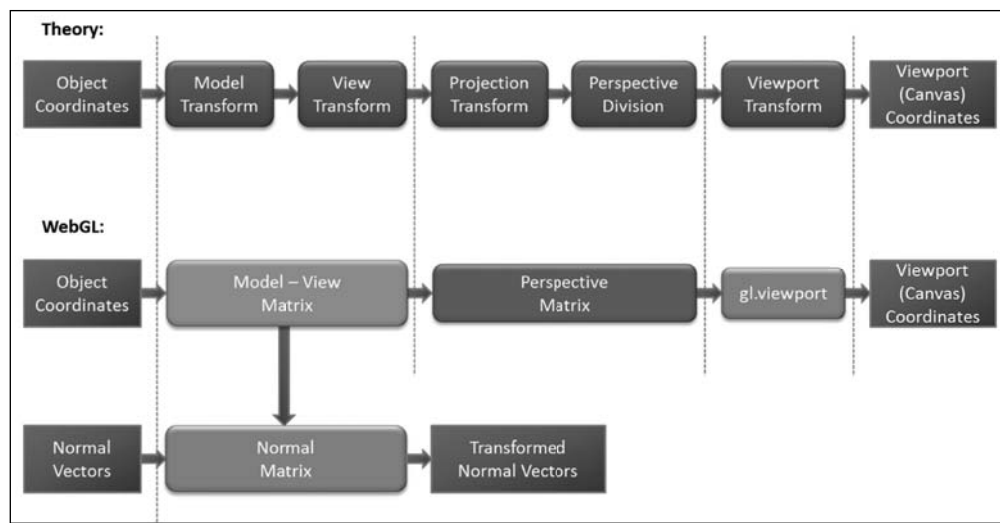 Theory:
Object
Coordinates
Model
Transform
View
Transform
Projection
Transform
Perspective
Division
Viewport
Transform
Viewport
(Canvas)
Coordinates
WebGL:
Object
Coordinates
Model – View
Matrix
Perspective
Matrix
gl.viewport
Viewport
(Canvas)
Coordinates
Normal
Vectors
Normal
Matrix
Transformed
Normal Vectors